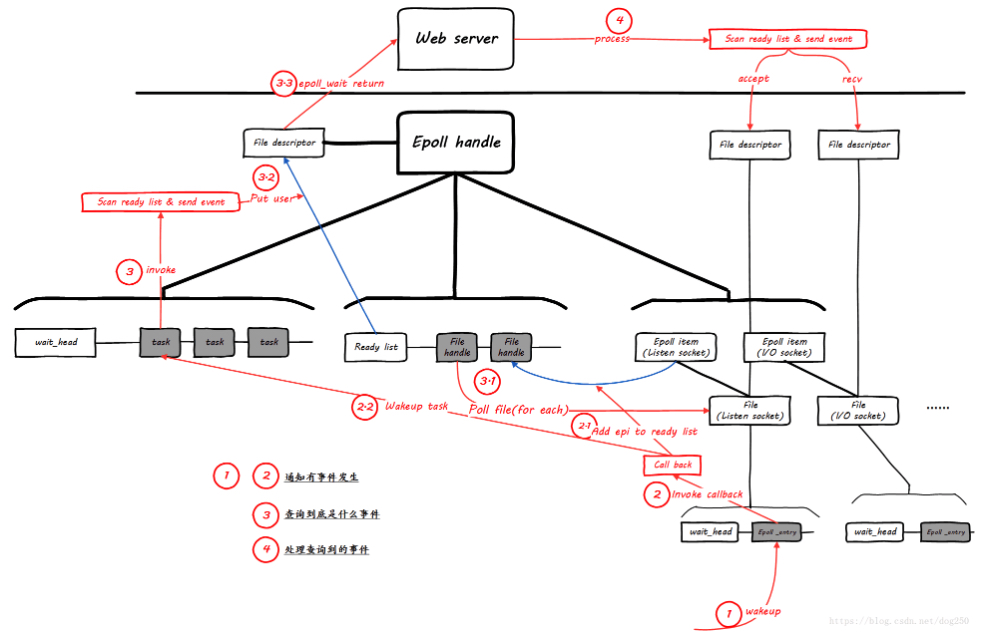 Web server
4
process
Scan ready list & send event
3-3
epoll_wait return
accept
recv
File descriptor
Epoll handle
File descriptor
File descriptor
3-2
Put user
Scan ready list & send event
3
invoke
wait_head
task
task
task
Ready list
File
handle
File
handle
Epoll item
(Listen socket)
Epoll item
(I/O socket)
3-1
2-2
Wakeup task
Poll file(for each)
File
(Listen socket)
File
(I/O socket)
......
2-1
Add epi to ready list
Call back
2
Invoke callback
1
2
通知有事件发生
3
查询到底是什么事件
4
处理查询到的事件
wait_head
Epoll_entry
wait_head
Epoll_entry
1
wakeup
https://blog.csdn.net/dog250